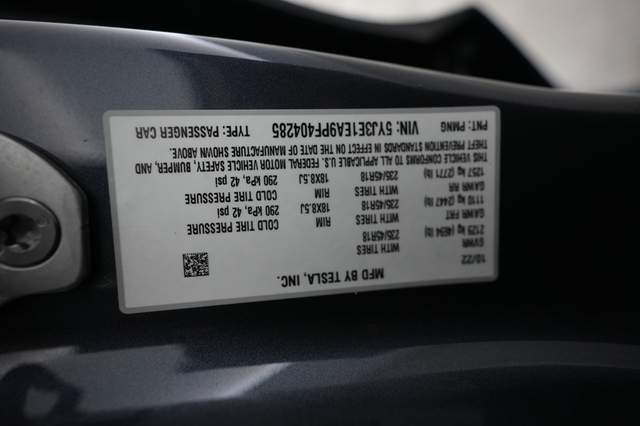 MFD BY TESLA, INC.
10/22
GVWR
2129 kg (4694 lb) WITH TIRES 235/45R18
GAWR FRT WITH TIRES RIM COLD TIRE PRESSURE
1110 kg (2447 lb) 235/45R18 18X8.5J 290 kPa, 42 psi
GAWR RR WITH TIRES RIM COLD TIRE PRESSURE
1257 kg (2771 lb) 235/45R18 18X8.5J 290 kPa, 42 psi
THIS VEHICLE CONFORMS TO ALL APPLICABLE U.S. FEDERAL MOTOR VEHICLE SAFETY, BUMPER, AND
THEFT PREVENTION STANDARDS IN EFFECT ON THE DATE OF MANUFACTURE SHOWN ABOVE.
PNT: PMNG VIN: 5YJ3E1EA9PF404285 TYPE: PASSENGER CAR